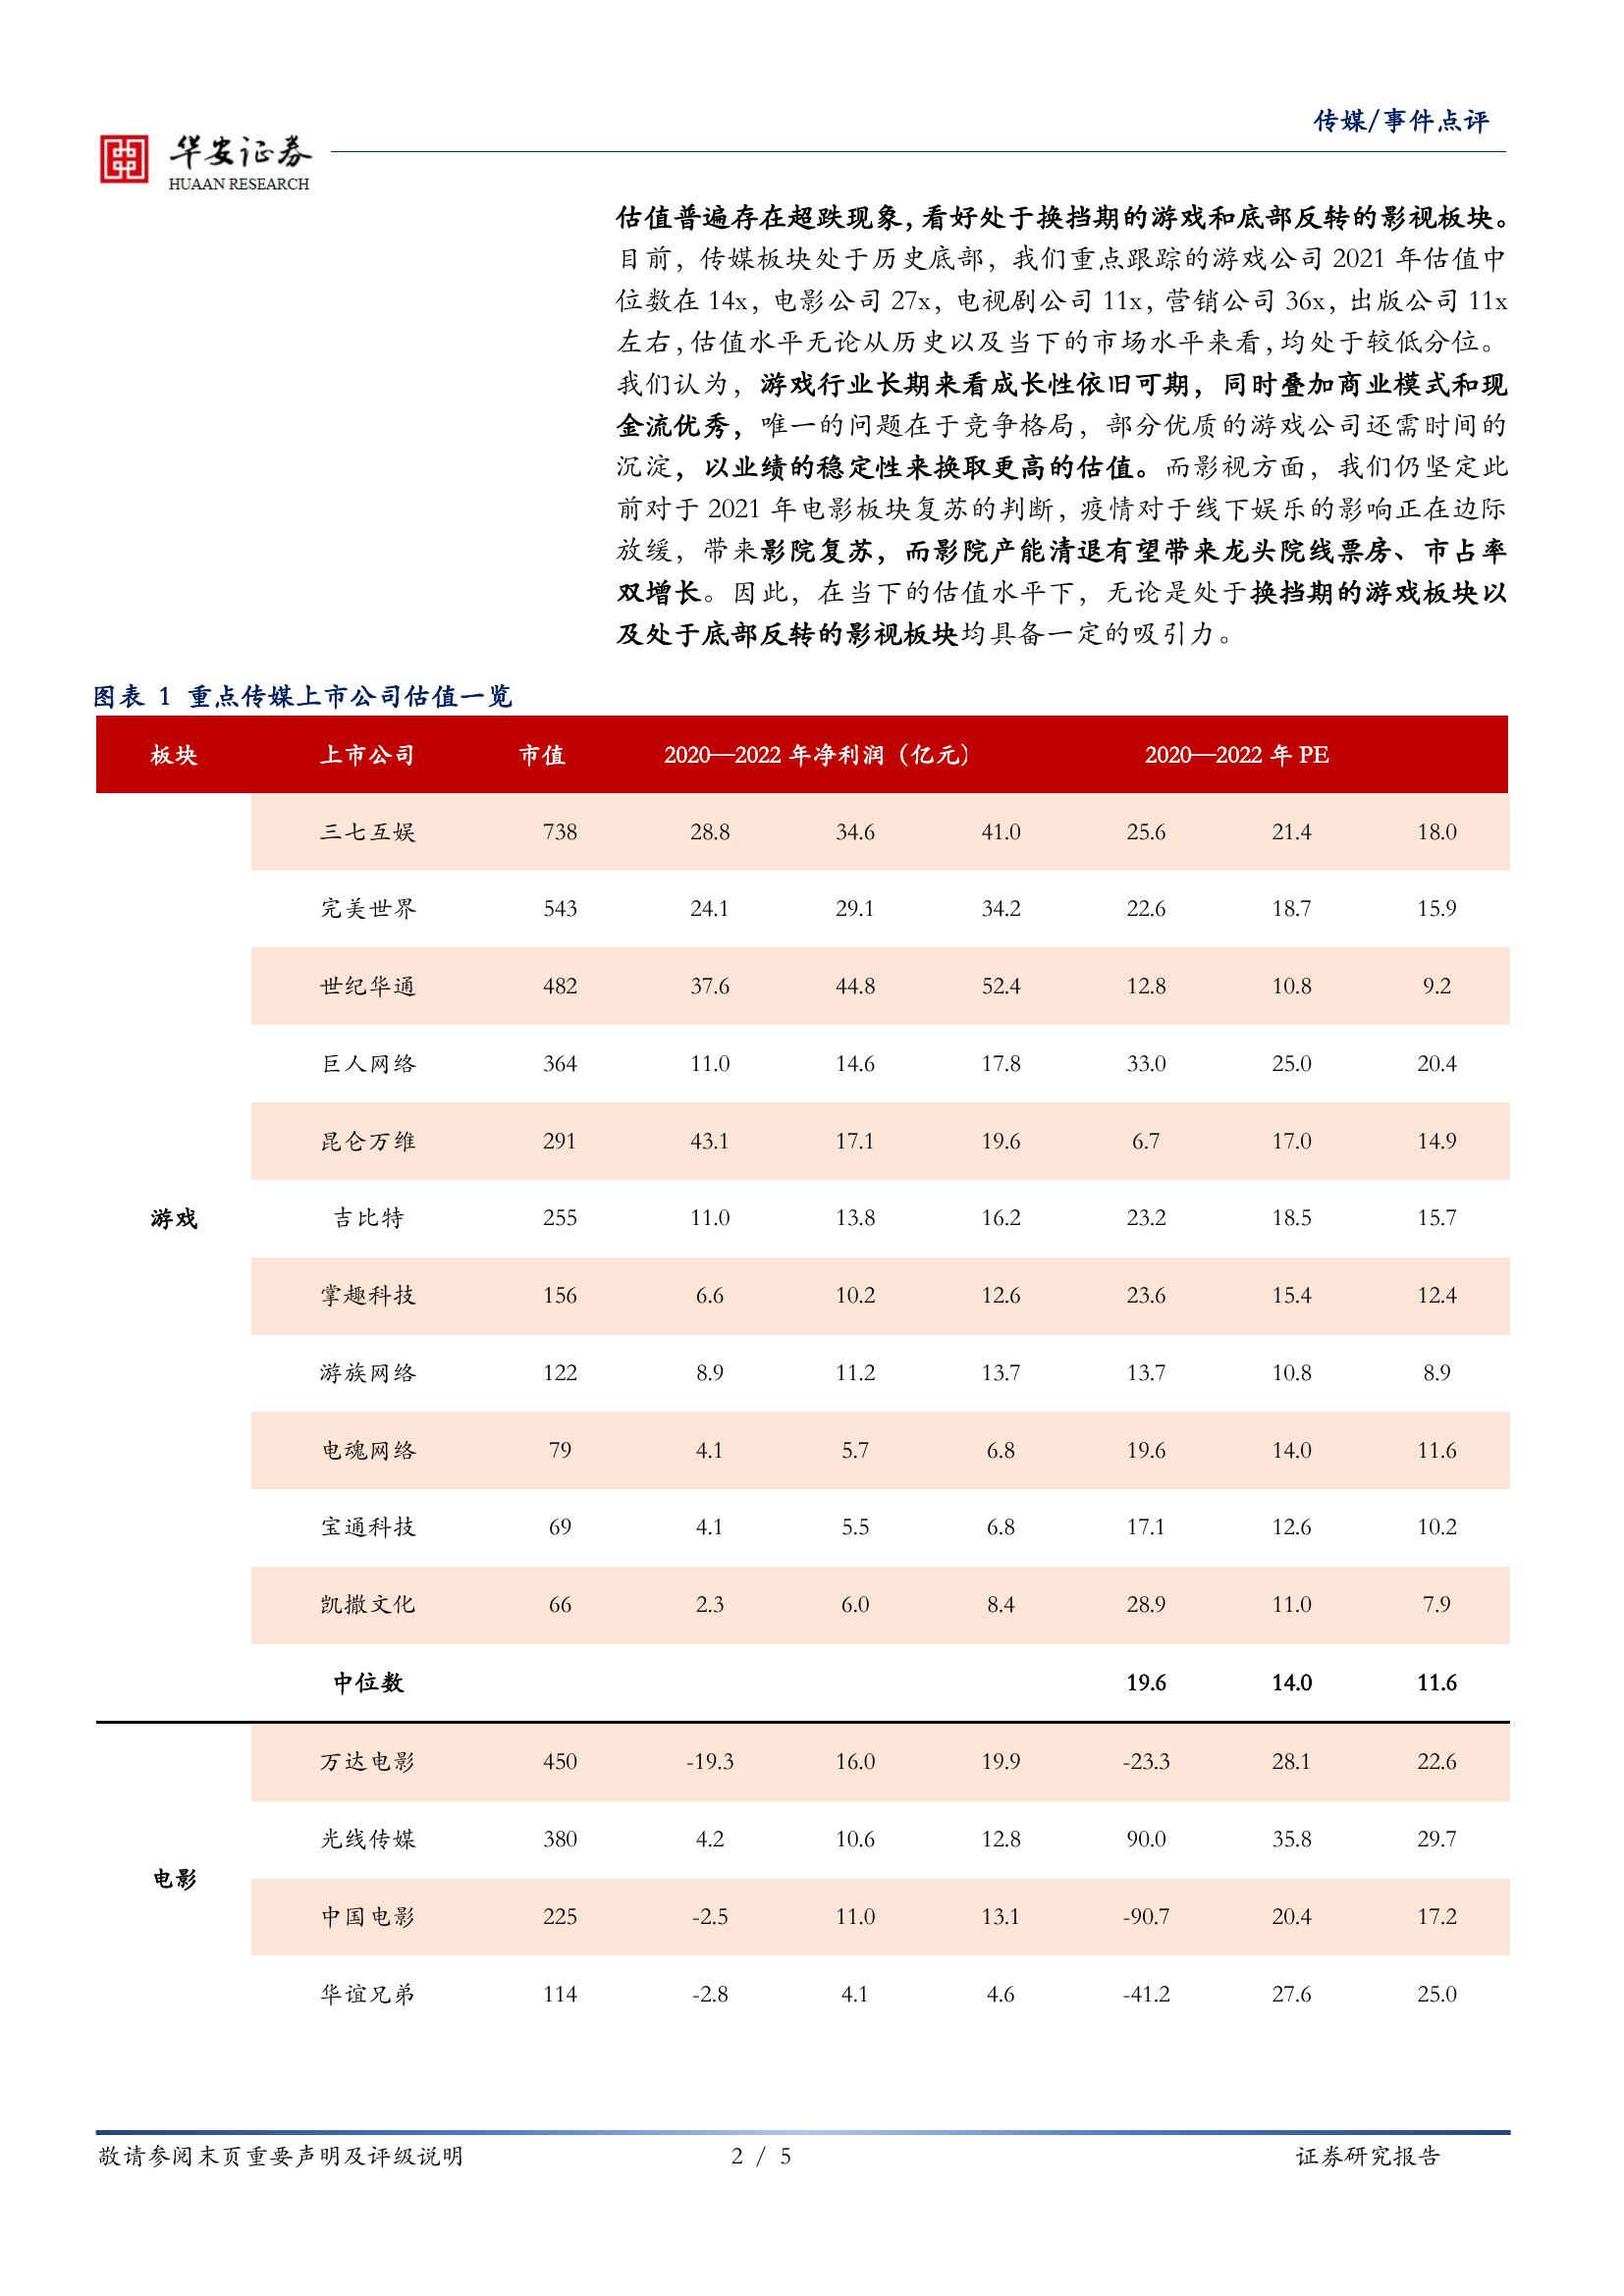 传媒/事件点评
华安证券
HUAAN RESEARCH
估值普遍存在超跌现象，看好处于换挡期的游戏和底部反转的影视板块。
目前，传媒板块处于历史底部，我们重点跟踪的游戏公司 2021 年估值中
位数在 14x，电影公司 27x，电视剧公司 11x，营销公司 36x，出版公司 11x
左右，估值水平无论从历史以及当下的市场水平来看，均处于较低分位。
我们认为，游戏行业长期来看成长性依旧可期，同时叠加商业模式和现
金流优秀，唯一的问题在于竞争格局，部分优质的游戏公司还需时间的
沉淀，以业绩的稳定性来换取更高的估值。而影视方面，我们仍坚定此
前对于 2021 年电影板块复苏的判断，疫情对于线下娱乐的影响正在边际
放缓，带来影院复苏，而影院产能清退有望带来龙头院线票房、市占率
双增长。因此，在当下的估值水平下，无论是处于换挡期的游戏板块以
及处于底部反转的影视板块均具备一定的吸引力。
图表 1 重点传媒上市公司估值一览
板块 上市公司 市值 2020—2022 年净利润（亿元） 2020—2022 年 PE
三七互娱 738 28.8 34.6 41.0 25.6 21.4 18.0
完美世界 543 24.1 29.1 34.2 22.6 18.7 15.9
世纪华通 482 37.6 44.8 52.4 12.8 10.8 9.2
巨人网络 364 11.0 14.6 17.8 33.0 25.0 20.4
昆仑万维 291 43.1 17.1 19.6 6.7 17.0 14.9
游戏 吉比特 255 11.0 13.8 16.2 23.2 18.5 15.7
掌趣科技 156 6.6 10.2 12.6 23.6 15.4 12.4
游族网络 122 8.9 11.2 13.7 13.7 10.8 8.9
电魂网络 79 4.1 5.7 6.8 19.6 14.0 11.6
宝通科技 69 4.1 5.5 6.8 17.1 12.6 10.2
凯撒文化 66 2.3 6.0 8.4 28.9 11.0 7.9
中位数 19.6 14.0 11.6
万达电影 450 -19.3 16.0 19.9 -23.3 28.1 22.6
光线传媒 380 4.2 10.6 12.8 90.0 35.8 29.7
电影
中国电影 225 -2.5 11.0 13.1 -90.7 20.4 17.2
华谊兄弟 114 -2.8 4.1 4.6 -41.2 27.6 25.0
敬请参阅末页重要声明及评级说明 2 / 5 证券研究报告